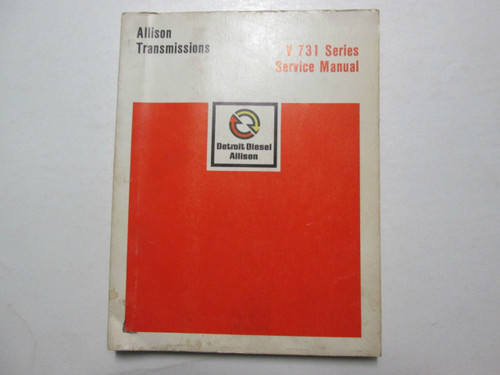 Allison
Transmissions
V 731 Series
Service Manual
Detroit Diesel
Allison